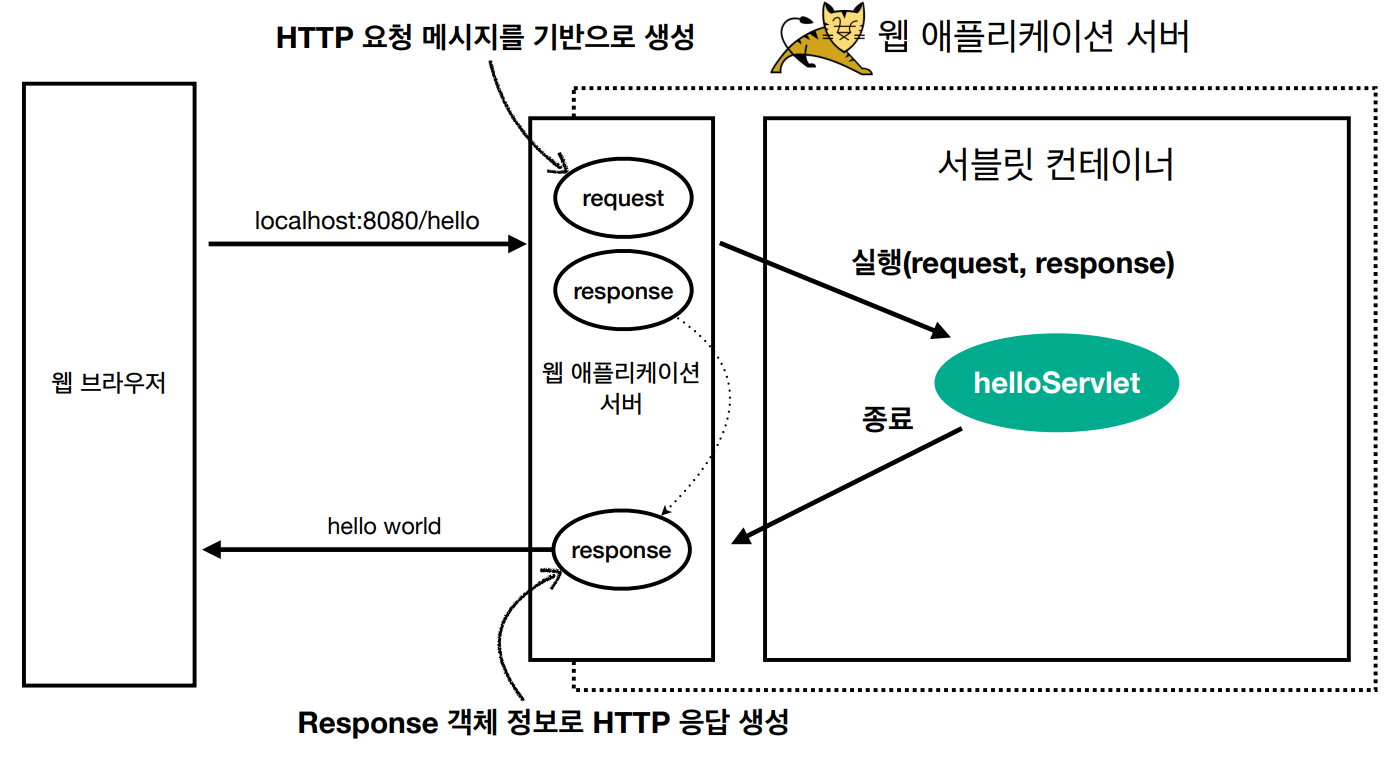 HTTP 요청 메시지를 기반으로 생성
웹 애플리케이션 서버
서블릿 컨테이너
request
localhost:8080/hello
실행(request, response)
response
웹 브라우저
웹 애플리케이션
서버
helloServlet
종료
hello world
response
Response 객체 정보로 HTTP 응답 생성